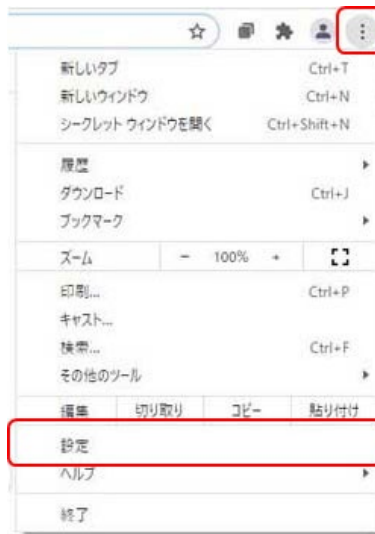 新しいタブ Ctrl+T
新しいウィンドウ Ctrl+N
シークレット ウィンドウを開く Ctrl+Shift+N
履歴
ダウンロード Ctrl+J
ブックマーク
ズーム - 100% +
印刷... Ctrl+P
キャスト...
検索... Ctrl+F
その他のツール
編集 切り取り コピー 貼り付け
設定
ヘルプ
終了